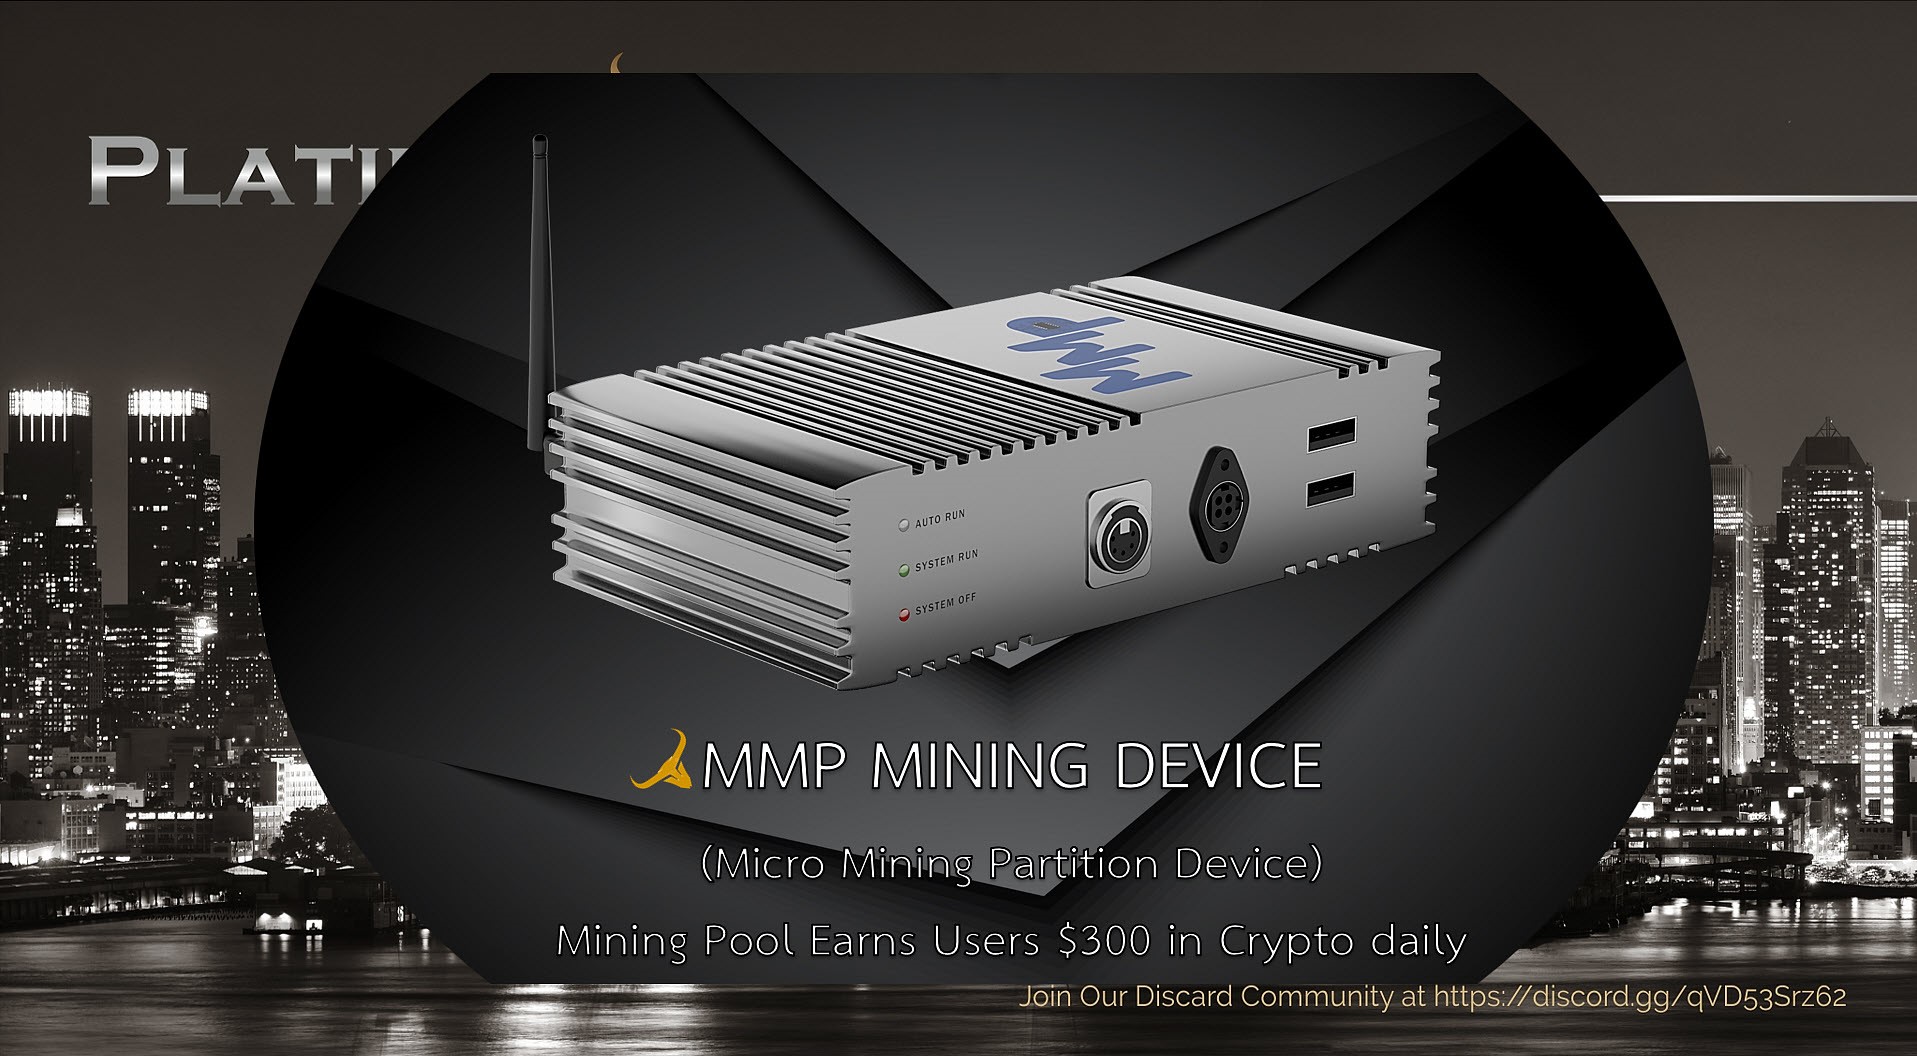 PLATI
MMP
AUTO RUN
SYSTEM RUN
SYSTEM OFF
MMP MINING DEVICE
(Micro Mining Partition Device)
Mining Pool Earns Users $300 in Crypto daily
Join Our Discard Community at https://discord.gg/qVD53Srz62